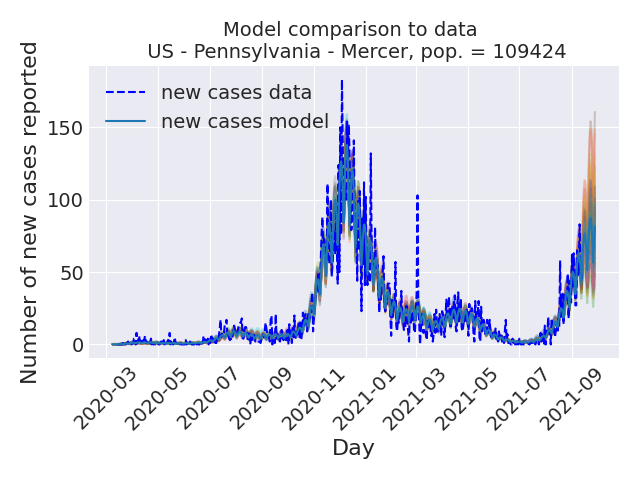 Model comparison to data
US - Pennsylvania - Mercer, pop. = 109424
Number of new cases reported
new cases data
new cases model
150
100
50
0
2020-03
2020-05
2020-07
2020-09
2020-11
2021-01
2021-03
2021-05
2021-07
2021-09
Day